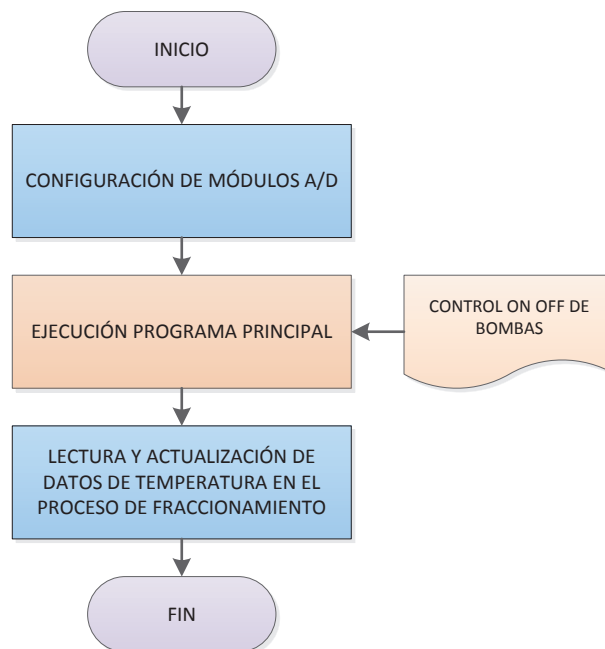 INICIO
CONFIGURACIÓN DE MÓDULOS A/D
EJECUCIÓN PROGRAMA PRINCIPAL
CONTROL ON OFF DE
BOMBAS
LECTURA Y ACTUALIZACIÓN DE
DATOS DE TEMPERATURA EN EL
PROCESO DE FRACCIONAMIENTO
FIN